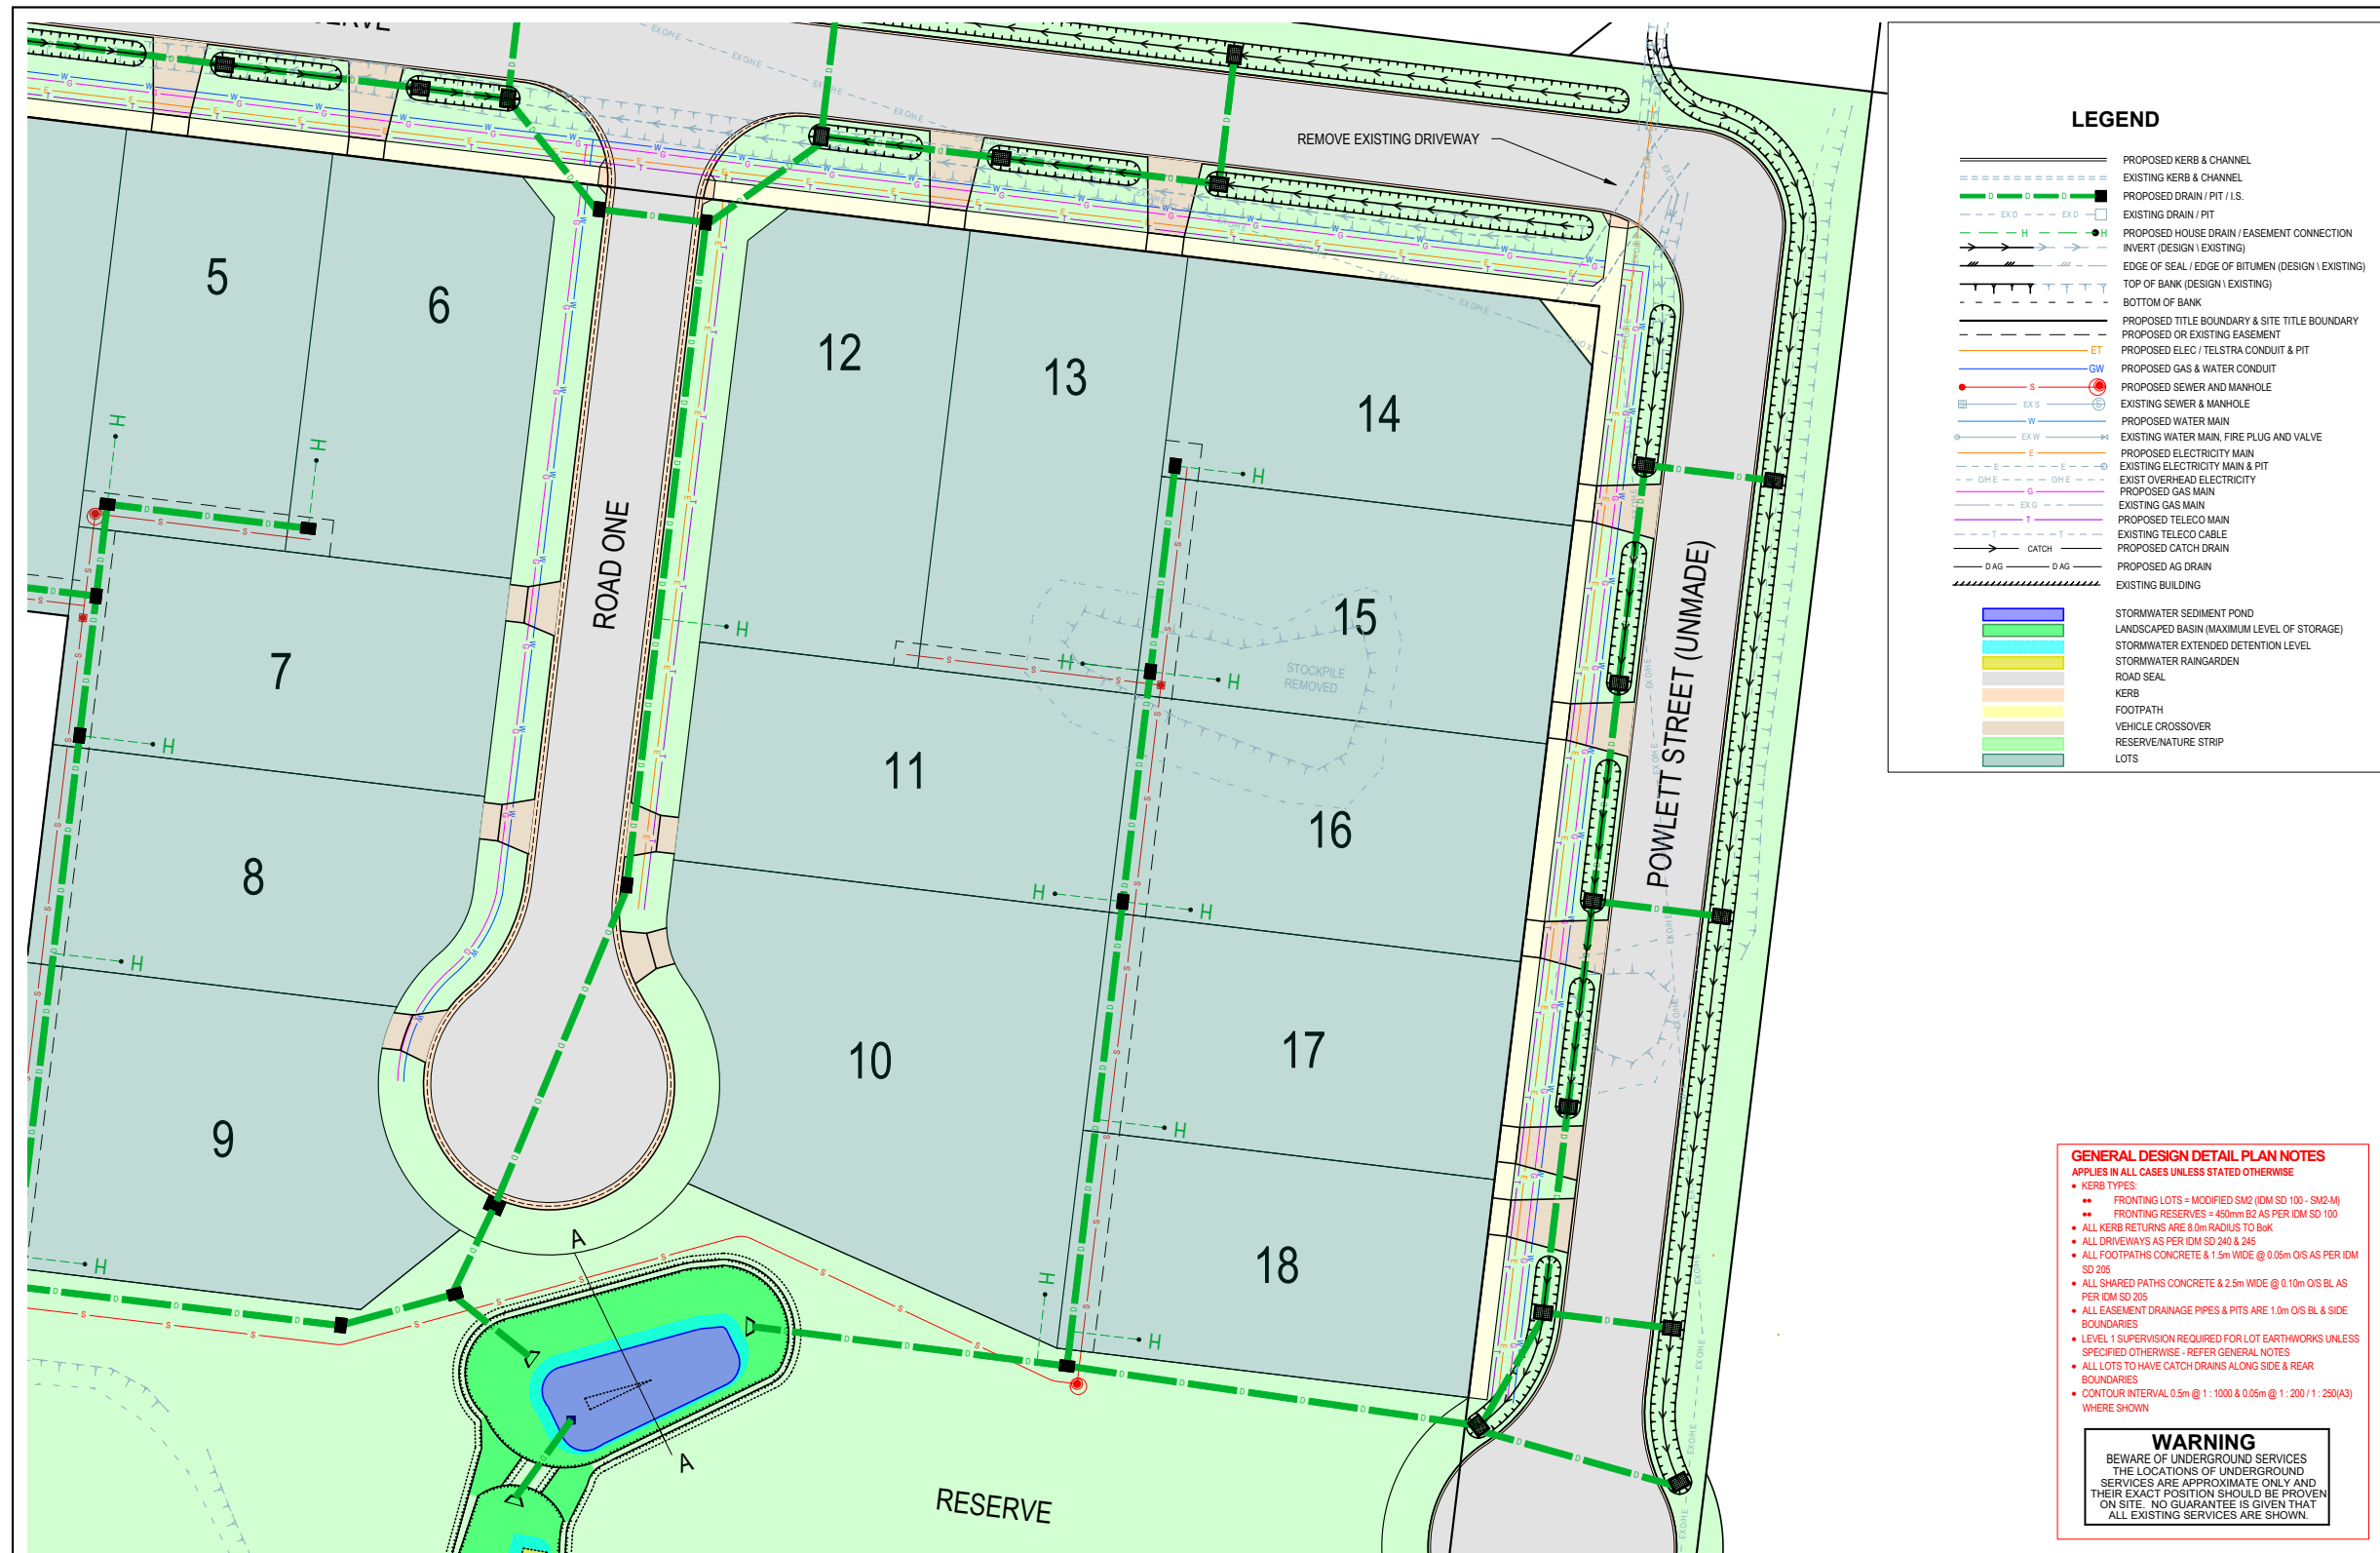 SERVE
REMOVE EXISTING DRIVEWAY
5
6
12
13
14
7
ROAD ONE
15
STOCKPILE
REMOVED
11
16
8
POWLETT STREET (UNMADE)
10
17
9
18
A
A
RESERVE
LEGEND
PROPOSED KERB & CHANNEL
EXISTING KERB & CHANNEL
D D D PROPOSED DRAIN / PIT / I.S.
EX D EX D EXISTING DRAIN / PIT
H H PROPOSED HOUSE DRAIN / EASEMENT CONNECTION
INVERT (DESIGN \ EXISTING)
EDGE OF SEAL / EDGE OF BITUMEN (DESIGN \ EXISTING)
TOP OF BANK (DESIGN \ EXISTING)
BOTTOM OF BANK
PROPOSED TITLE BOUNDARY & SITE TITLE BOUNDARY
PROPOSED OR EXISTING EASEMENT
ET PROPOSED ELEC / TELSTRA CONDUIT & PIT
GW PROPOSED GAS & WATER CONDUIT
S PROPOSED SEWER AND MANHOLE
EX S S EXISTING SEWER & MANHOLE
W PROPOSED WATER MAIN
EX W EXISTING WATER MAIN, FIRE PLUG AND VALVE
E PROPOSED ELECTRICITY MAIN
E E EXISTING ELECTRICITY MAIN & PIT
O/H E O/H E EXIST OVERHEAD ELECTRICITY
G PROPOSED GAS MAIN
EX G EXISTING GAS MAIN
T PROPOSED TELECO MAIN
T T EXISTING TELECO CABLE
CATCH PROPOSED CATCH DRAIN
D AG D AG PROPOSED AG DRAIN
EXISTING BUILDING
STORMWATER SEDIMENT POND
LANDSCAPED BASIN (MAXIMUM LEVEL OF STORAGE)
STORMWATER EXTENDED DETENTION LEVEL
STORMWATER RAINGARDEN
ROAD SEAL
KERB
FOOTPATH
VEHICLE CROSSOVER
RESERVE/NATURE STRIP
LOTS
GENERAL DESIGN DETAIL PLAN NOTES
APPLIES IN ALL CASES UNLESS STATED OTHERWISE
• KERB TYPES:
•• FRONTING LOTS = MODIFIED SM2 (IDM SD 100 - SM2-M)
•• FRONTING RESERVES = 450mm B2 AS PER IDM SD 100
• ALL KERB RETURNS ARE 8.0m RADIUS TO BoK
• ALL DRIVEWAYS AS PER IDM SD 240 & 245
• ALL FOOTPATHS CONCRETE & 1.5m WIDE @ 0.05m O/S AS PER IDM
SD 205
• ALL SHARED PATHS CONCRETE & 2.5m WIDE @ 0.10m O/S BL AS
PER IDM SD 205
• ALL EASEMENT DRAINAGE PIPES & PITS ARE 1.0m O/S BL & SIDE
BOUNDARIES
• LEVEL 1 SUPERVISION REQUIRED FOR LOT EARTHWORKS UNLESS
SPECIFIED OTHERWISE - REFER GENERAL NOTES
• ALL LOTS TO HAVE CATCH DRAINS ALONG SIDE & REAR
BOUNDARIES
• CONTOUR INTERVAL 0.5m @ 1 : 1000 & 0.05m @ 1 : 200 / 1 : 250(A3)
WHERE SHOWN
WARNING
BEWARE OF UNDERGROUND SERVICES
THE LOCATIONS OF UNDERGROUND
SERVICES ARE APPROXIMATE ONLY AND
THEIR EXACT POSITION SHOULD BE PROVEN
ON SITE. NO GUARANTEE IS GIVEN THAT
ALL EXISTING SERVICES ARE SHOWN.